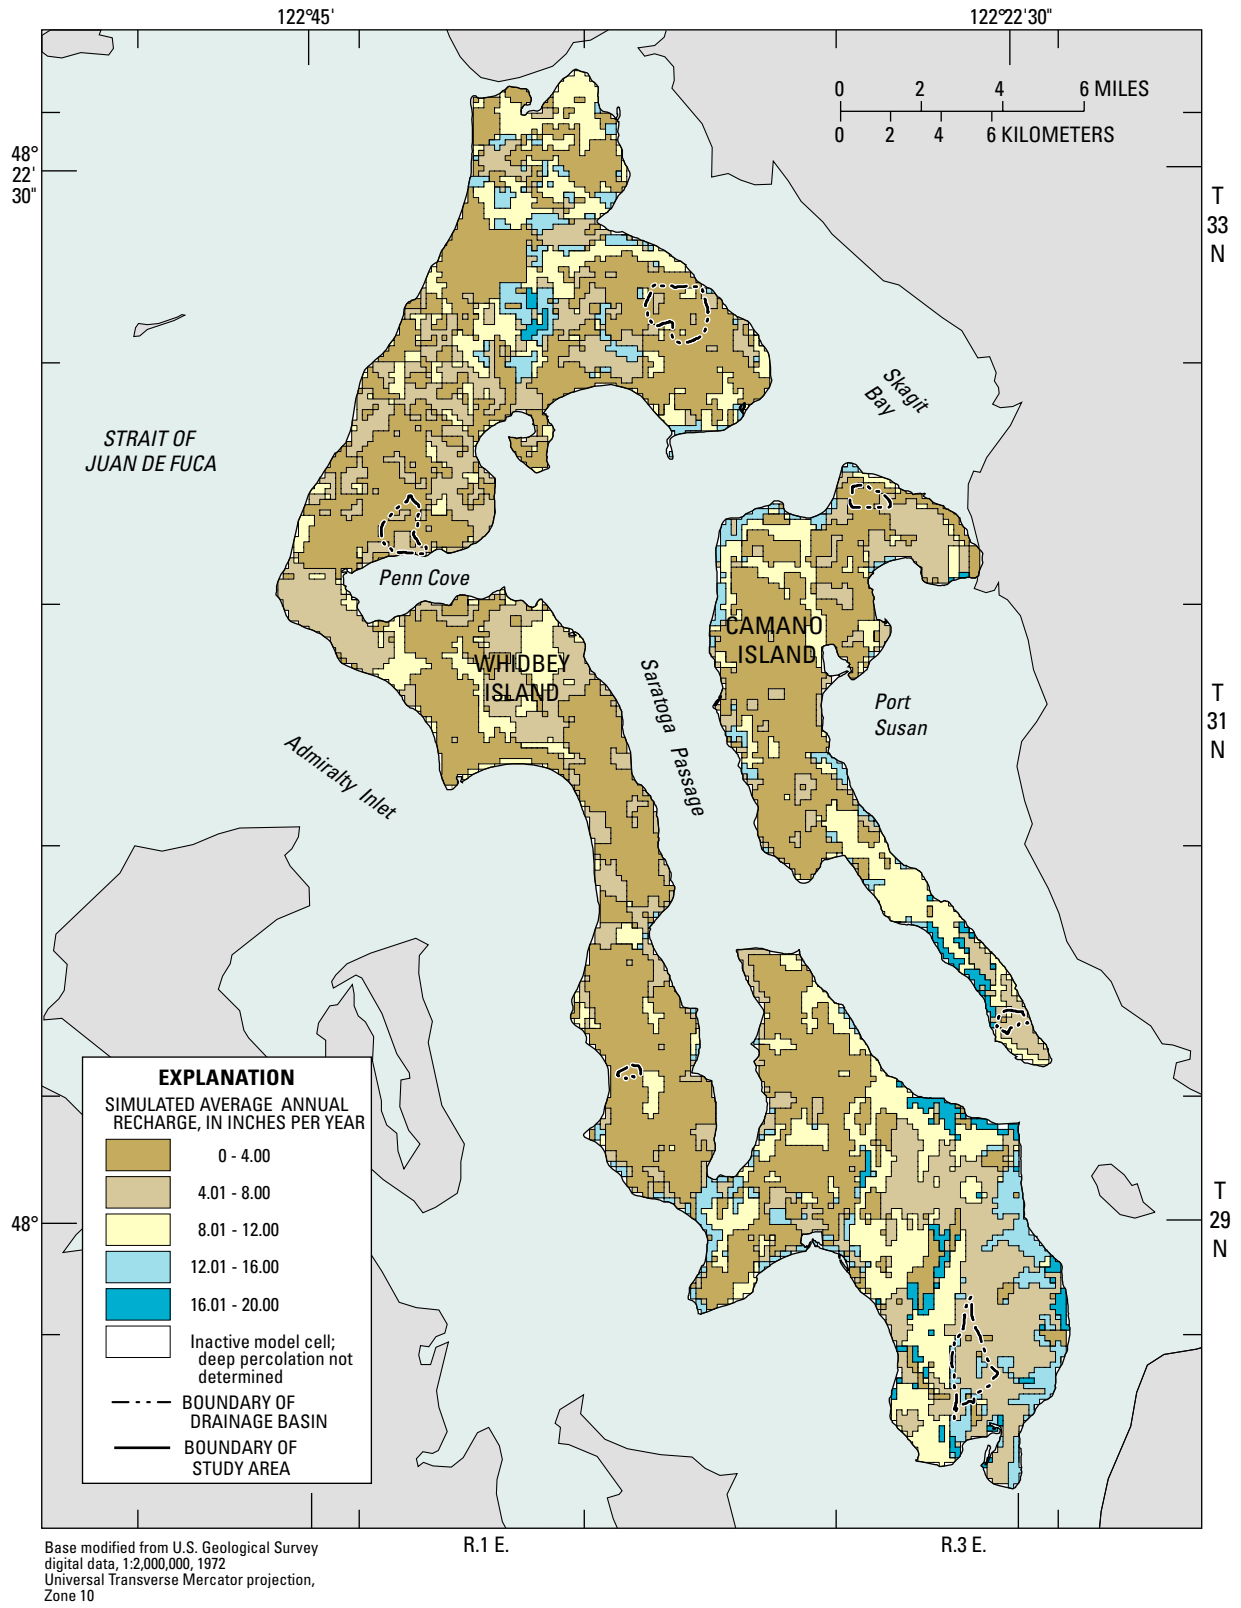 122°45'
122°22'30"
0 2 4 6 MILES
0 2 4 6 KILOMETERS
48°
22'
30"
T
33
N
Skagit
Bay
STRAIT OF
JUAN DE FUCA
Penn Cove
CAMANO
ISLAND
WHIDBEY
ISLAND
Saratoga Passage
Port
Susan
T
31
N
Admiralty Inlet
EXPLANATION
SIMULATED AVERAGE ANNUAL
RECHARGE, IN INCHES PER YEAR
0 - 4.00
4.01 - 8.00
8.01 - 12.00
12.01 - 16.00
16.01 - 20.00
Inactive model cell;
deep percolation not
determined
BOUNDARY OF
DRAINAGE BASIN
BOUNDARY OF
STUDY AREA
48°
T
29
N
R.1 E.
R.3 E.
Base modified from U.S. Geological Survey
digital data, 1:2,000,000, 1972
Universal Transverse Mercator projection,
Zone 10